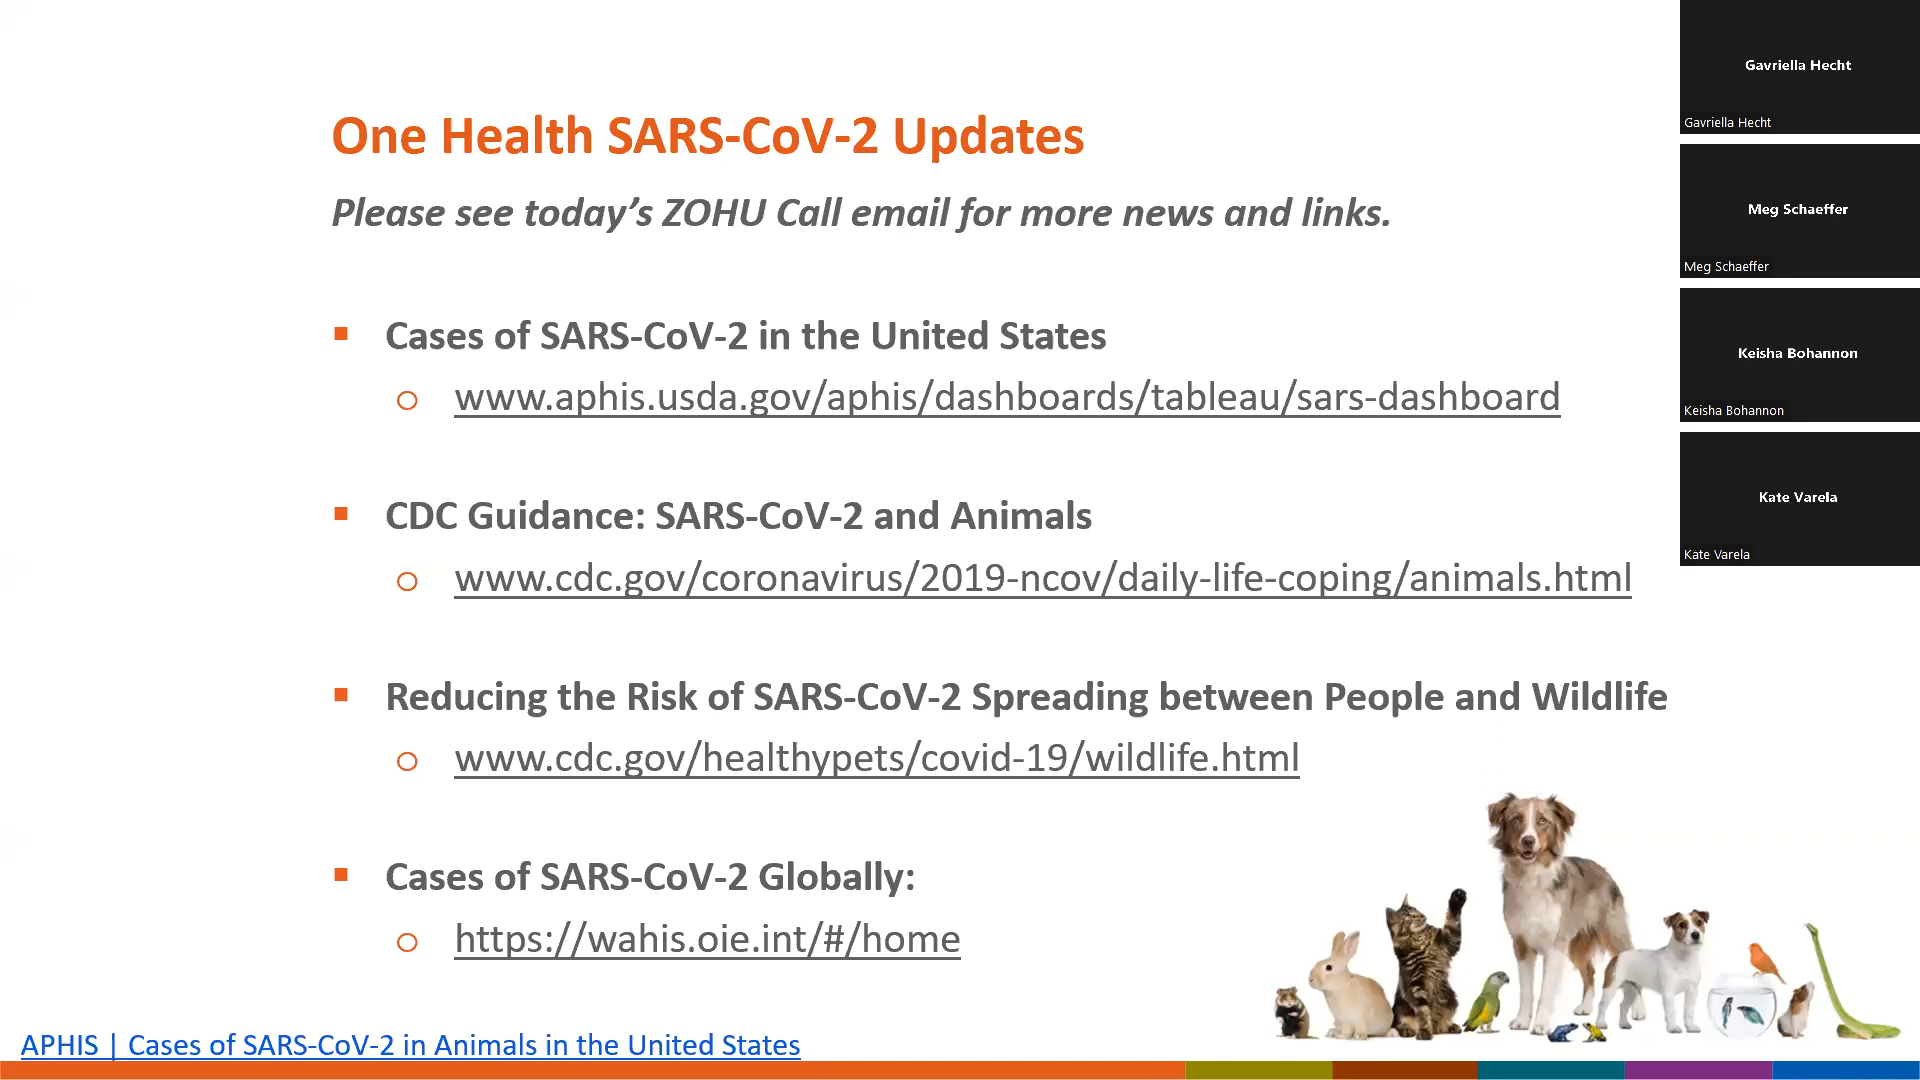 One Health SARS-CoV-2 Updates
Please see today's ZOHU Call email for more news and links.
▪ Cases of SARS-CoV-2 in the United States
o www.aphis.usda.gov/aphis/dashboards/tableau/sars-dashboard
▪ CDC Guidance: SARS-CoV-2 and Animals
o www.cdc.gov/coronavirus/2019-ncov/daily-life-coping/animals.html
▪ Reducing the Risk of SARS-CoV-2 Spreading between People and Wildlife
o www.cdc.gov/healthypets/covid-19/wildlife.html
▪ Cases of SARS-CoV-2 Globally:
o https://wahis.oie.int/#/home
APHIS | Cases of SARS-CoV-2 in Animals in the United States
Gavriella Hecht
Gavriella Hecht
Meg Schaeffer
Meg Schaeffer
Keisha Bohannon
Keisha Bohannon
Kate Varela
Kate Varela